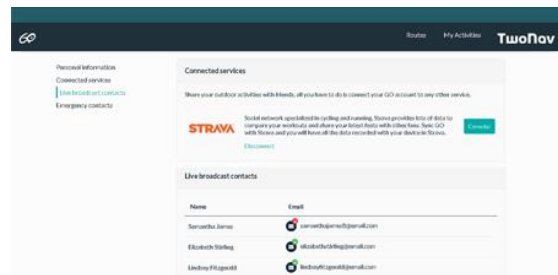 GO
Routes
My Activities
TwoNav
Personal information
Connected services
Live broadcast contacts
Emergency contacts
Connected services
Share your outdoor activities with friends, all you have to do is connect your GO account to any other service.
STRAVA
Social network specialized in cycling and running, Strava provides lots of data to
compare your workouts and share your latest feats with other fans. Sync GO
with Strava and you will have all the data recorded with your device in Strava.
Disconnect
Live broadcast contacts
Name
Email
Samantha James
Elizabeth Stirling
Lindsey Fitzgerald